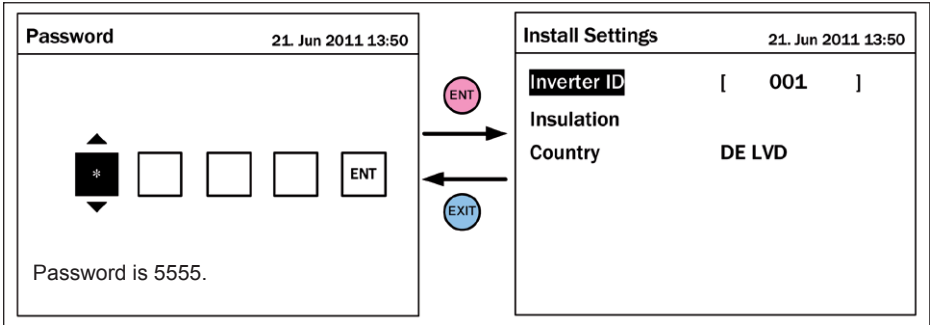 Password 21. Jun 2011 13:50
* ENT
Password is 5555.
ENT
EXIT
Install Settings 21. Jun 2011 13:50
Inverter ID [ 001 ]
Insulation
Country DE LVD